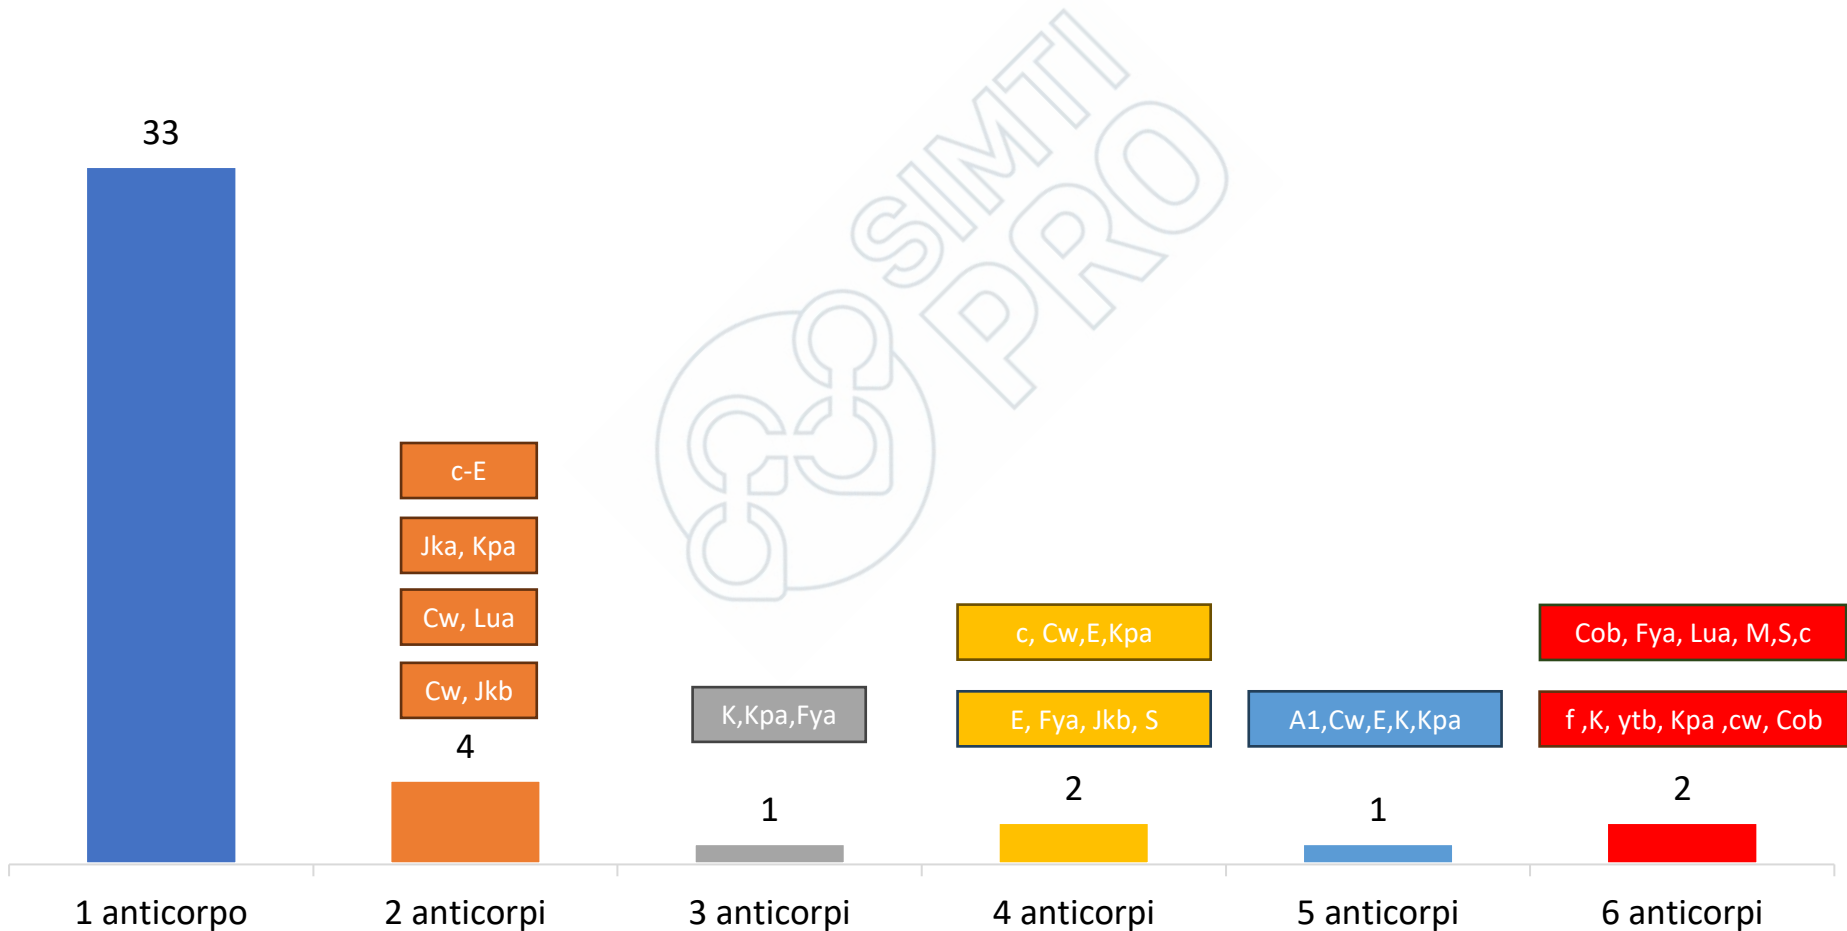 SIMTI
PRO
33
c-E
Jka, Kpa
Cw, Lua
Cw, Jkb
4
K,Kpa,Fya
1
c, Cw,E,Kpa
E, Fya, Jkb, S
2
A1,Cw,E,K,Kpa
1
Cob, Fya, Lua, M,S,c
f ,K, ytb, Kpa ,cw, Cob
2
1 anticorpo
2 anticorpi
3 anticorpi
4 anticorpi
5 anticorpi
6 anticorpi